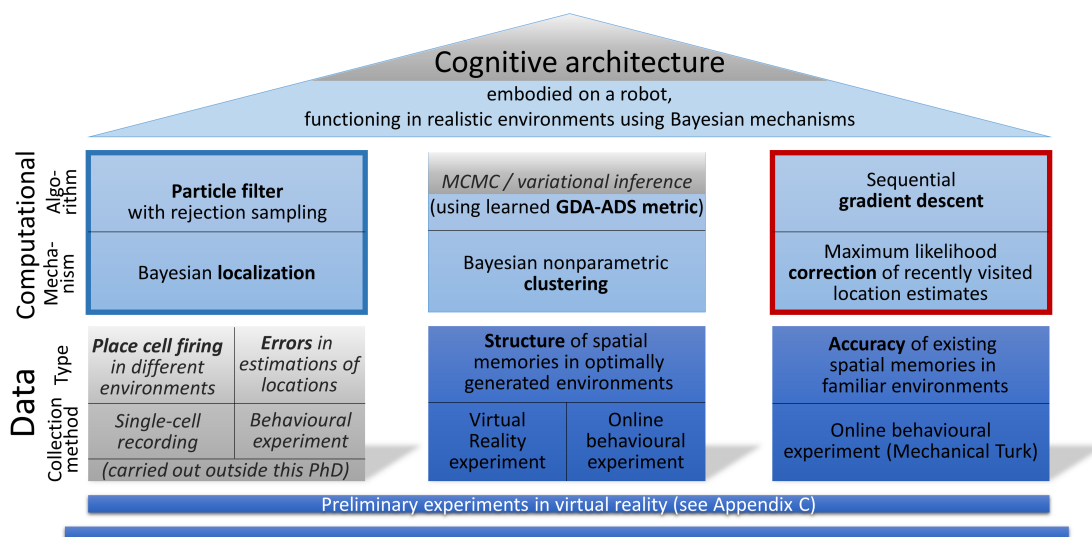 Cognitive architecture
embodied on a robot,
functioning in realistic environments using Bayesian mechanisms
Computational
Algo-
rithm
Mecha-
nism
Particle filter
with rejection sampling
Bayesian localization
MCMC / variational inference
(using learned GDA-ADS metric)
Bayesian nonparametric
clustering
Sequential
gradient descent
Maximum likelihood
correction of recently visited
location estimates
Data
Type
Collection
method
Place cell firing
in different
environments
Errors in
estimations of
locations
Single-cell
recording
Behavioural
experiment
(carried out outside this PhD)
Structure of spatial
memories in optimally
generated environments
Virtual
Reality
experiment
Online
behavioural
experiment
Accuracy of existing
spatial memories in
familiar environments
Online behavioural
experiment (Mechanical Turk)
Preliminary experiments in virtual reality (see Appendix C)